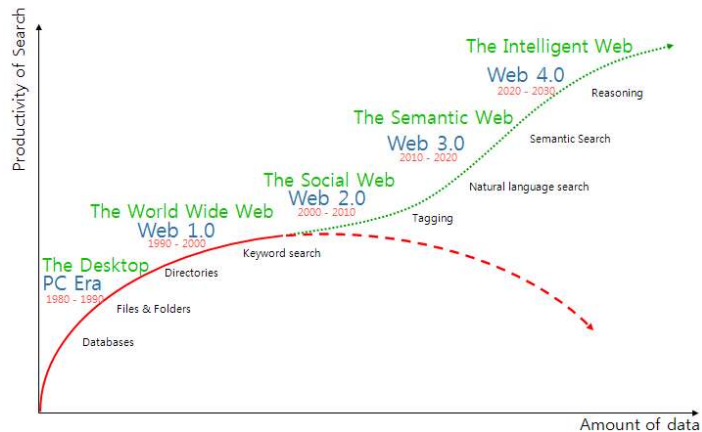 Productivity of Search
The Intelligent Web
Web 4.0
2020 - 2030
Reasoning
The Semantic Web
Web 3.0
2010 - 2020
Semantic Search
The Social Web
Web 2.0
2000 - 2010
Natural language search
Tagging
The World Wide Web
Web 1.0
1990 - 2000
Keyword search
The Desktop
PC Era
1980 - 1990
Directories
Files & Folders
Databases
Amount of data